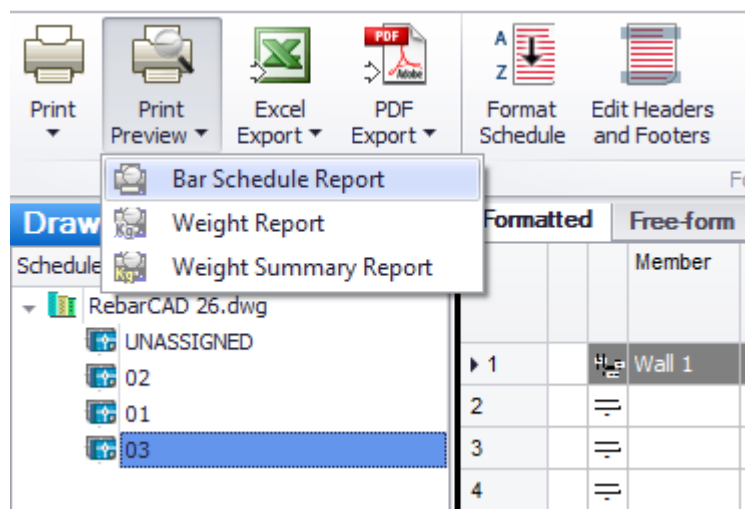 PDF
Adobe
A
Z
Print
Print
Preview
Excel
Export
PDF
Export
Format
Schedule
Edit Headers
and Footers
F
Bar Schedule Report
Kg
Weight Report
Kg
Weight Summary Report
Draw
Schedule
RebarCAD 26.dwg
UNASSIGNED
02
01
03
Formatted
Free-form
Member
1
Wall 1
2
3
4